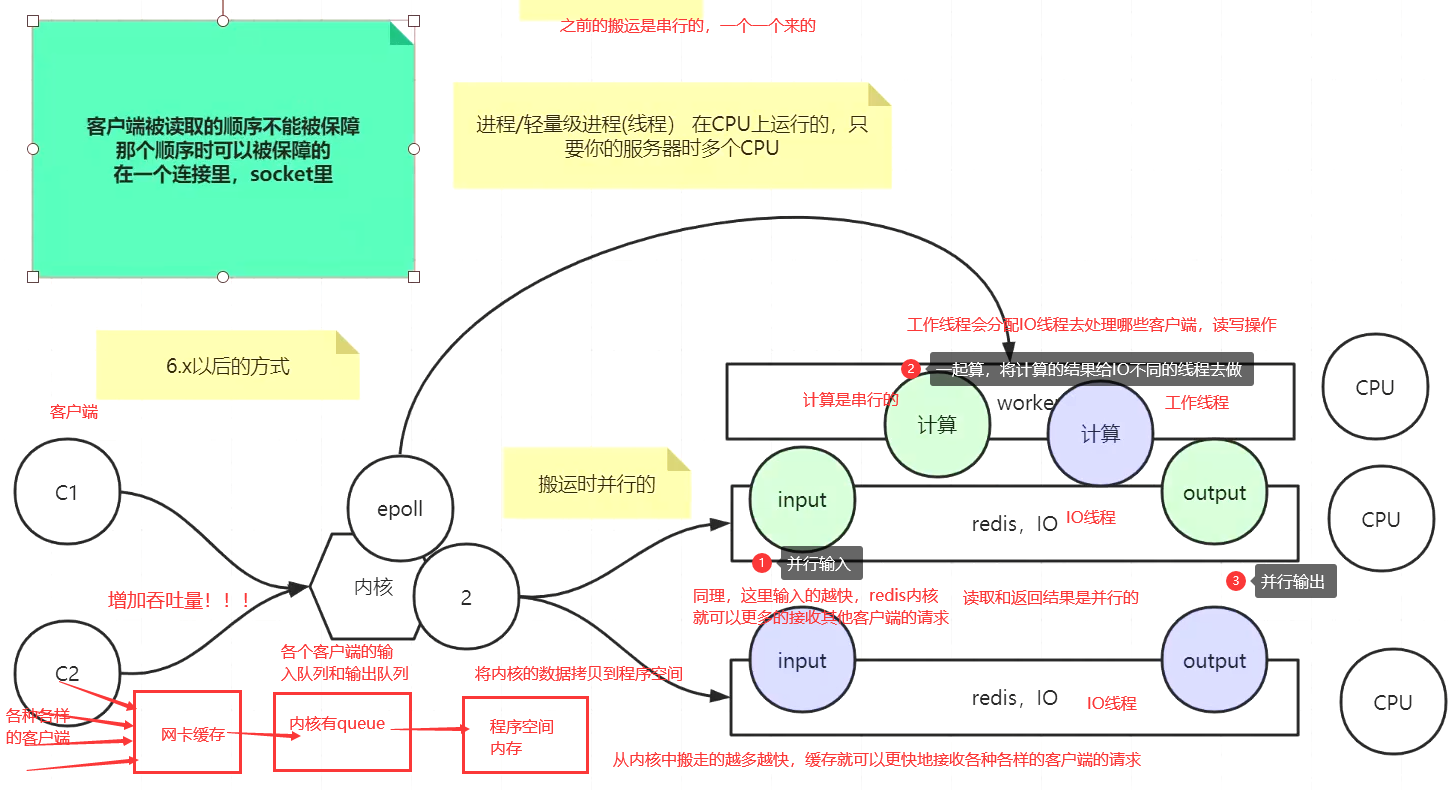 之前的搬运是串行的，一个一个来的
客户端被读取的顺序不能被保障
那个顺序时可以被保障的
在一个连接里，socket里
进程/轻量级进程(线程） 在CPU上运行的，只
要你的服务器时多个CPU
6.x以后的方式
客户端
工作线程会分配IO线程去处理哪些客户端，读写操作
2 一起算，将计算的结果给IO不同的线程去做
CPU
计算是串行的
计算
worke
计算
工作线程
C1
epoll
搬运时并行的
input
redis，IO
IO线程
output
CPU
1 并行输入
3 并行输出
内核
2
增加吞吐量！！！
同理，这里输入的越快，redis内核
就可以更多的接收其他客户端的请求
读取和返回结果是并行的
C2
各个客户端的输
入队列和输出队列
将内核的数据拷贝到程序空间
input
redis，IO
IO线程
output
CPU
各种各样
的客户端
网卡缓存
内核有queue
程序空间
内存
从内核中搬走的越多越快，缓存就可以更快地接收各种各样的客户端的请求